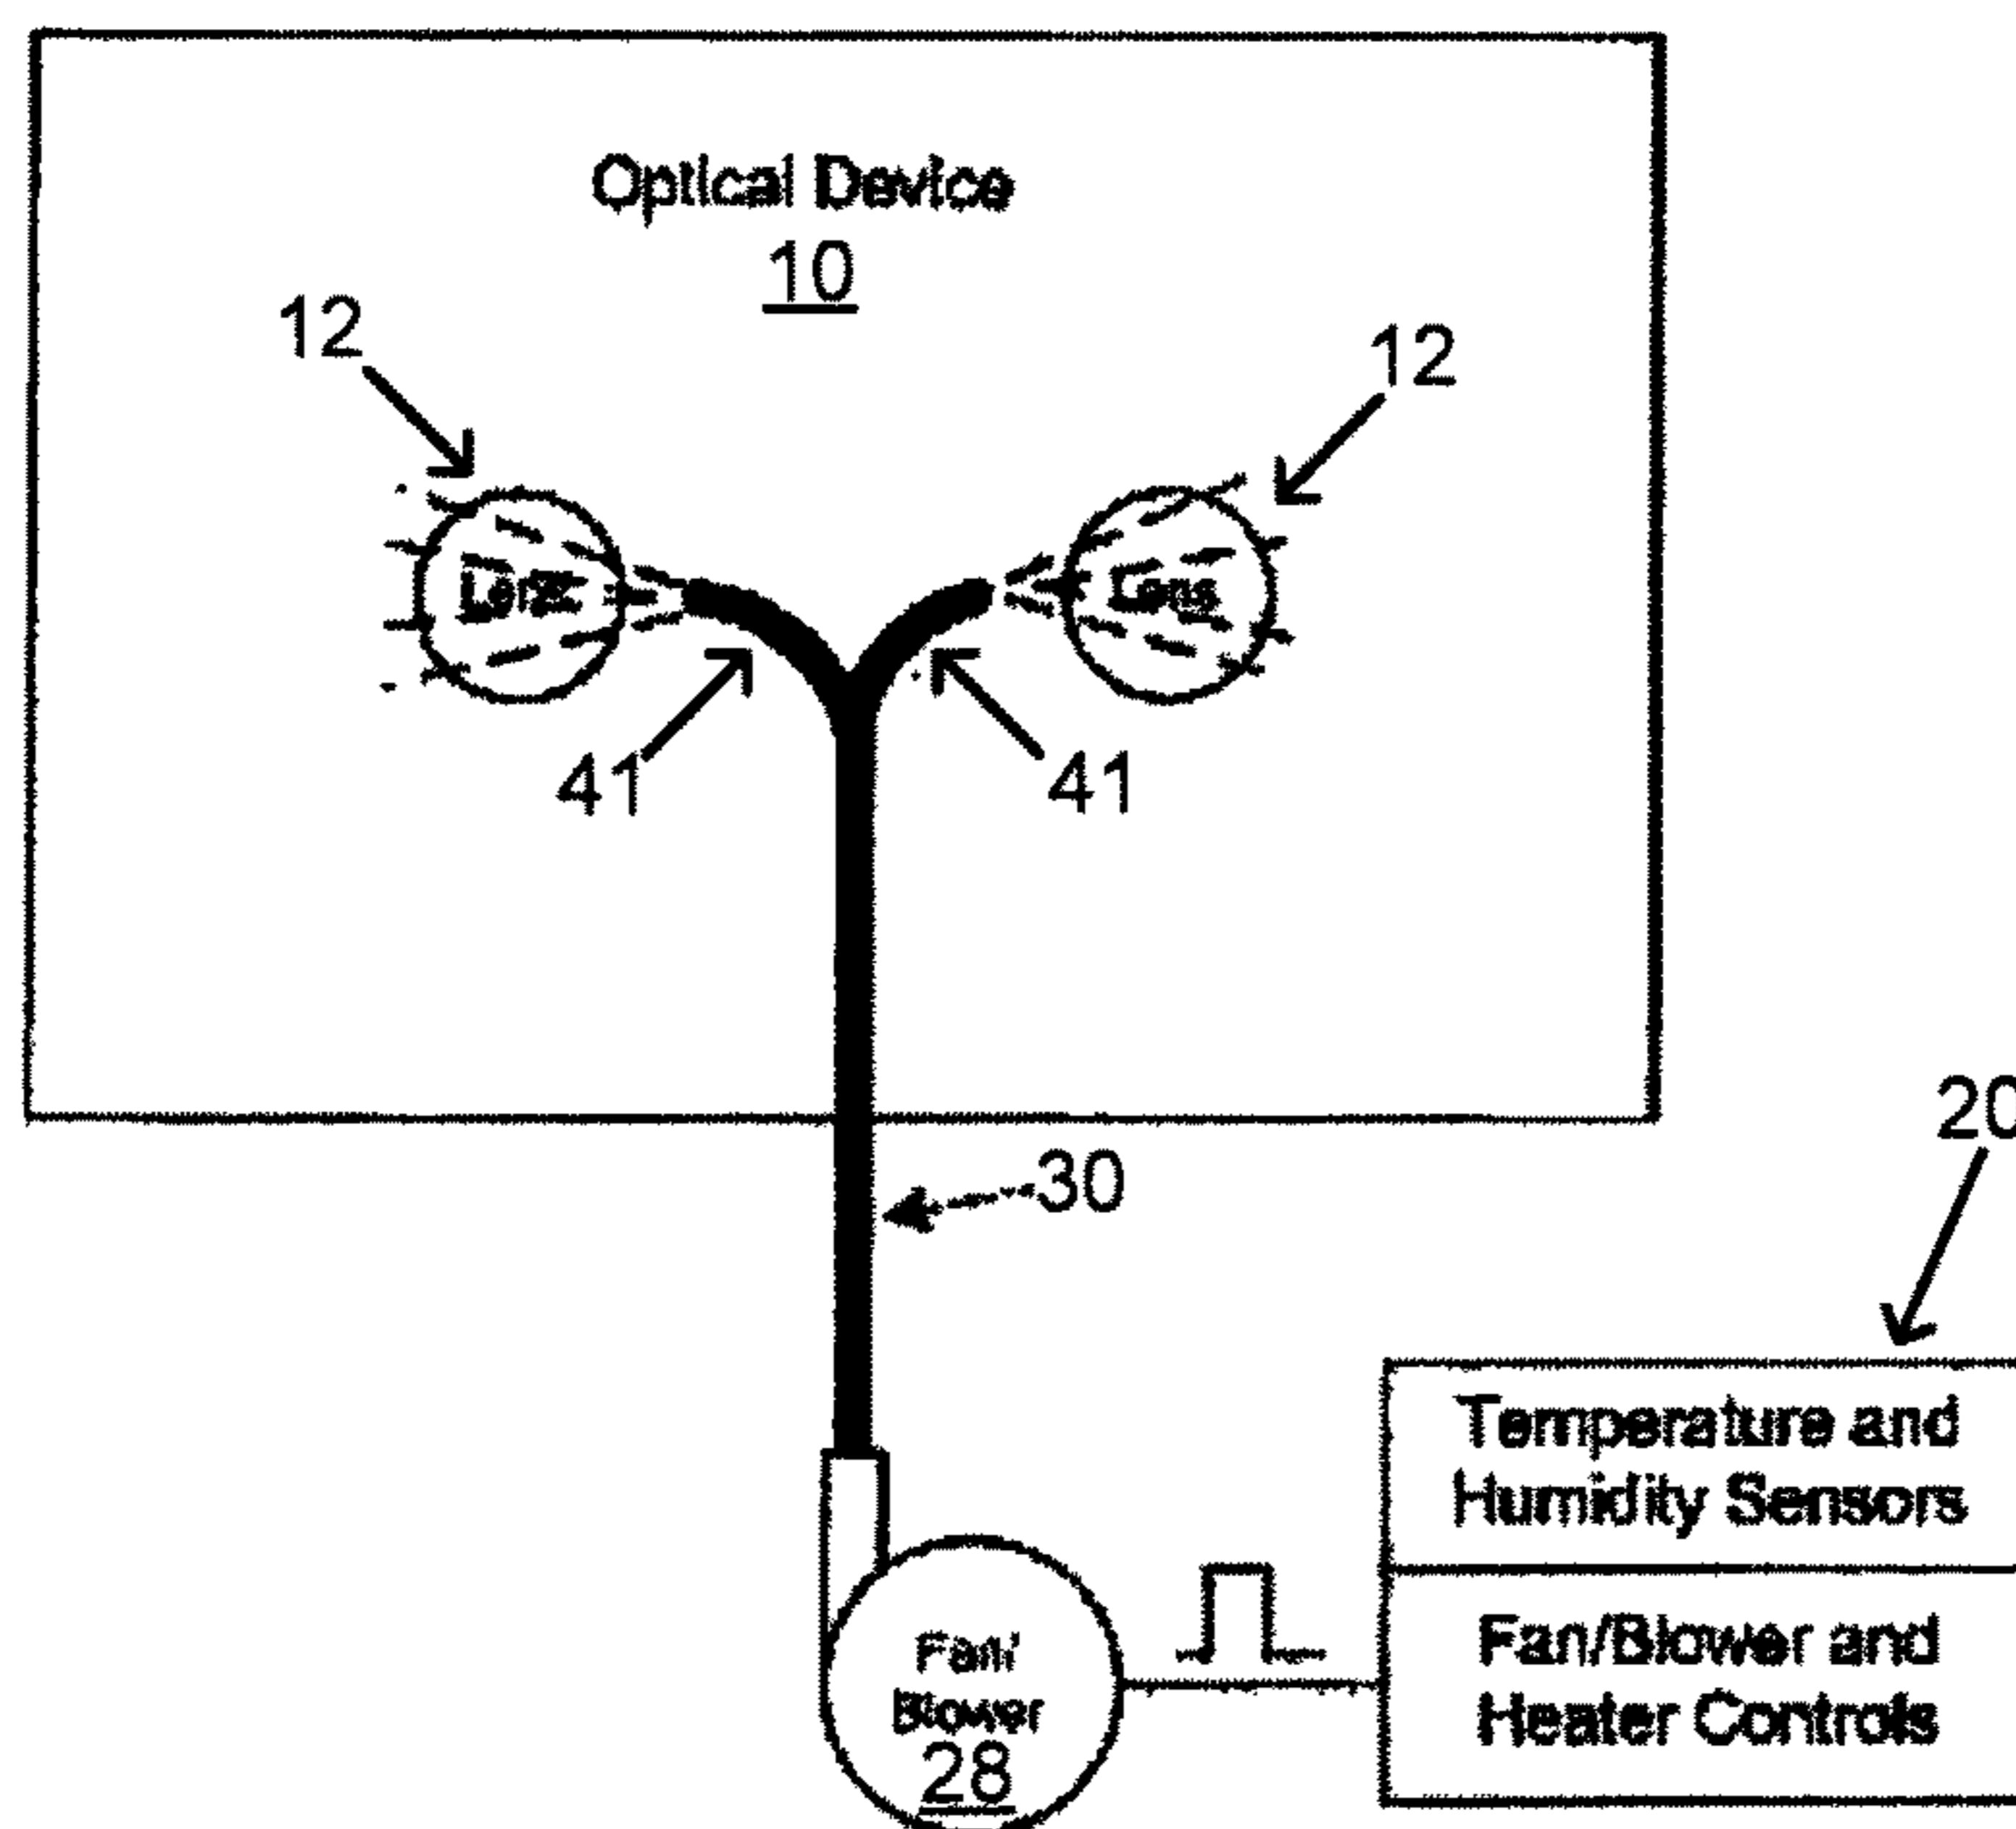 Optical Device
10
12
12
Lens
Lens
41
41
30
20
Temperature and
Humidity Sensors
Fan/Blower and
Heater Controls
Fan/
Blower
28